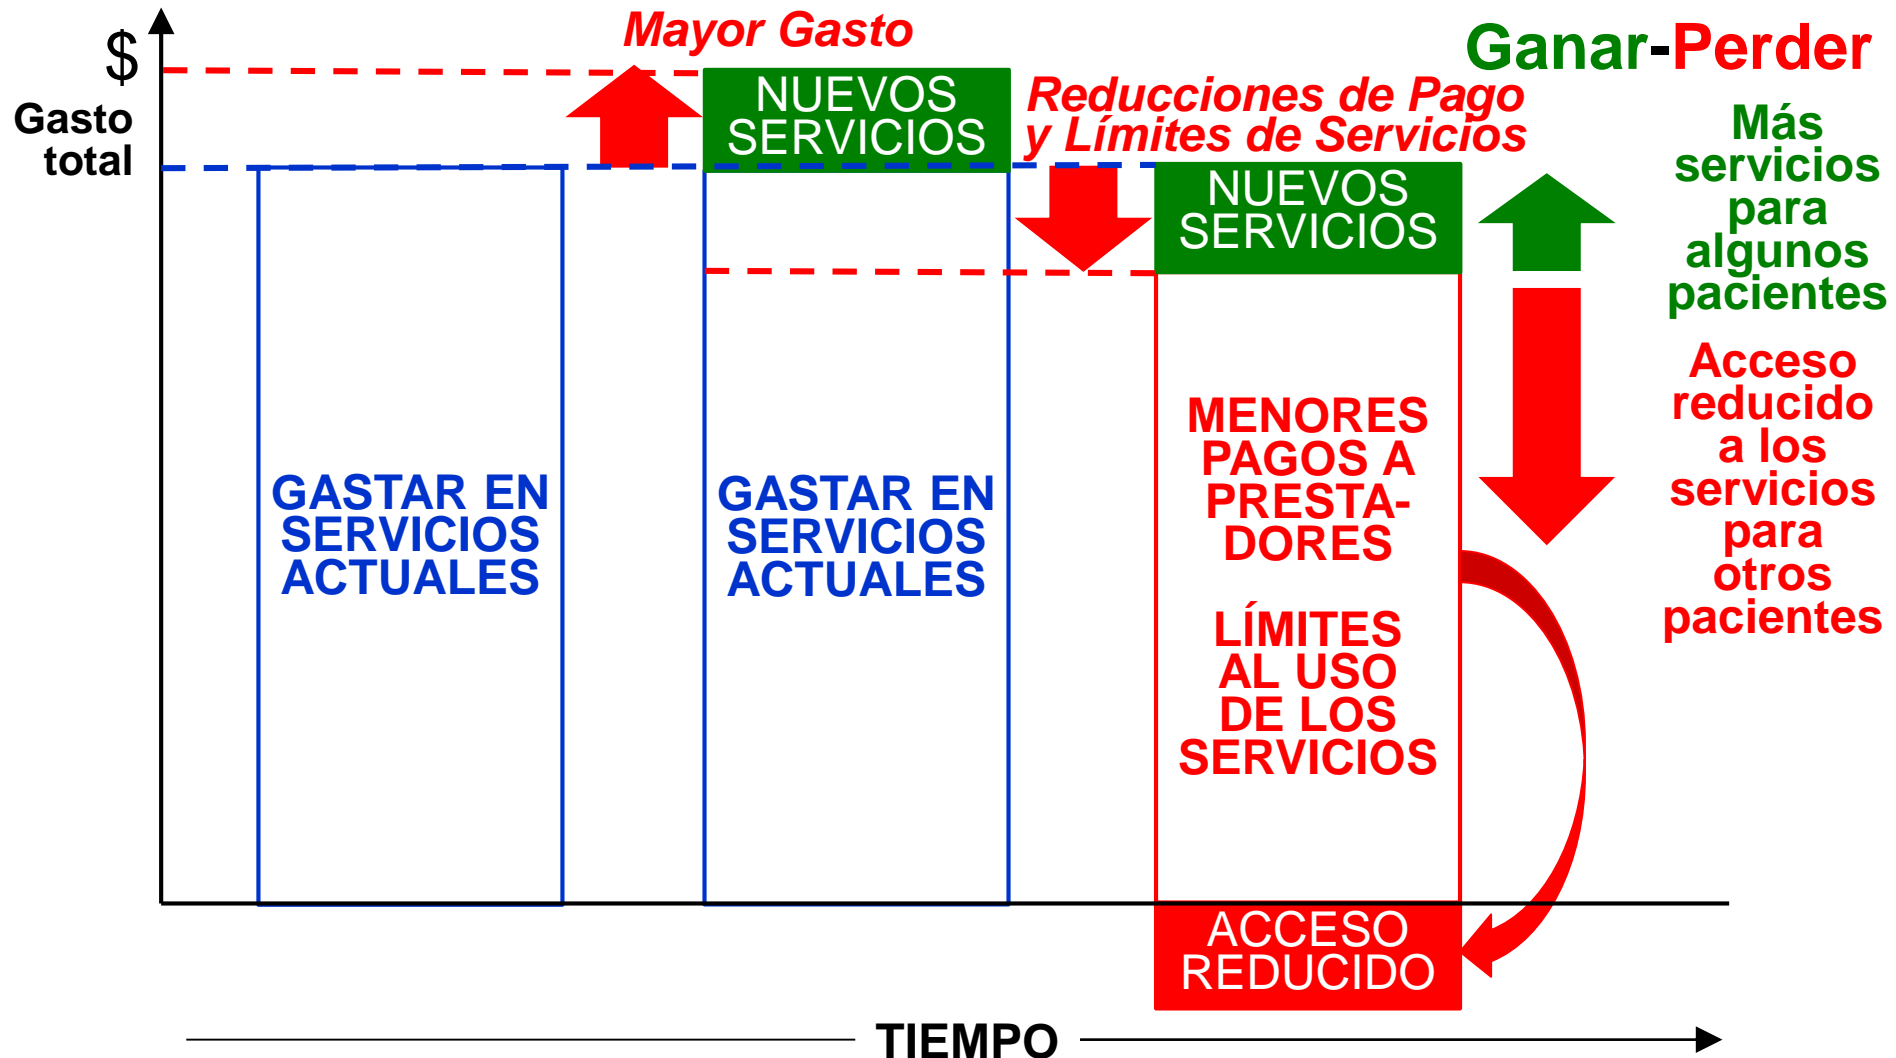 $
Gasto
total
Mayor Gasto
NUEVOS
SERVICIOS
Reducciones de Pago
y Límites de Servicios
NUEVOS
SERVICIOS
Ganar-Perder
Más
servicios
para
algunos
pacientes
Acceso
reducido
a los
servicios
para
otros
pacientes
GASTAR EN
SERVICIOS
ACTUALES
GASTAR EN
SERVICIOS
ACTUALES
MENORES
PAGOS A
PRESTA-
DORES
LÍMITES
AL USO
DE LOS
SERVICIOS
ACCESO
REDUCIDO
TIEMPO